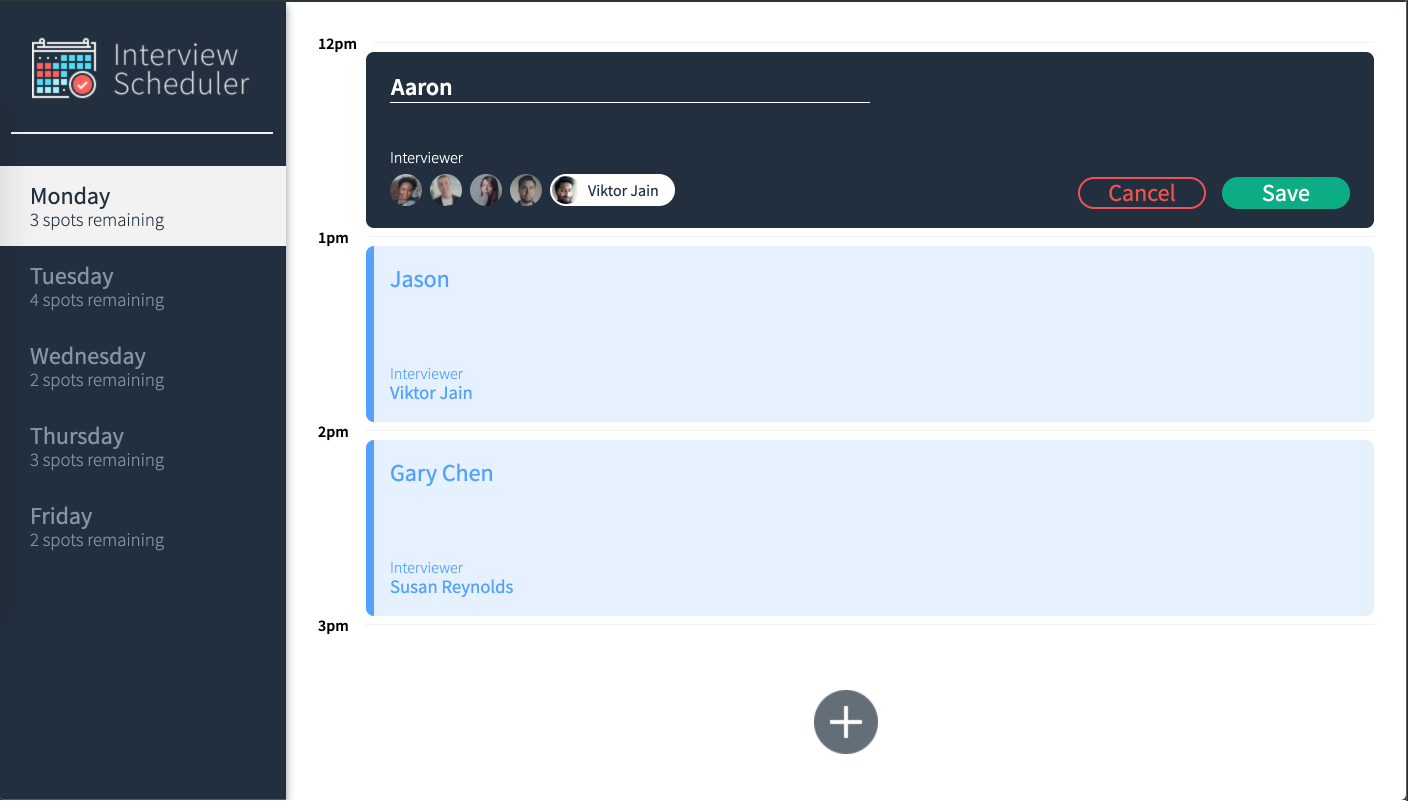 Interview
Scheduler
Monday
3 spots remaining
Tuesday
4 spots remaining
Wednesday
2 spots remaining
Thursday
3 spots remaining
Friday
2 spots remaining
12pm
Aaron
Interviewer
Viktor Jain
Cancel
Save
1pm
Jason
Interviewer
Viktor Jain
2pm
Gary Chen
Interviewer
Susan Reynolds
3pm